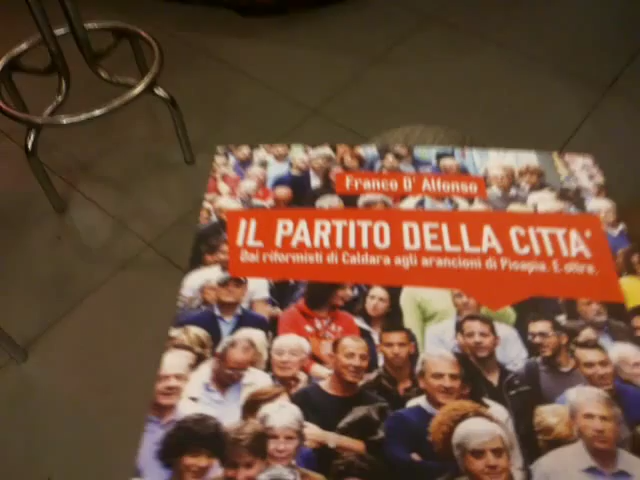 Franco D' Alfonso
IL PARTITO DELLA CITTA'
Dai riformisti di Caldara agli arancioni di Pisapia. E oltre.